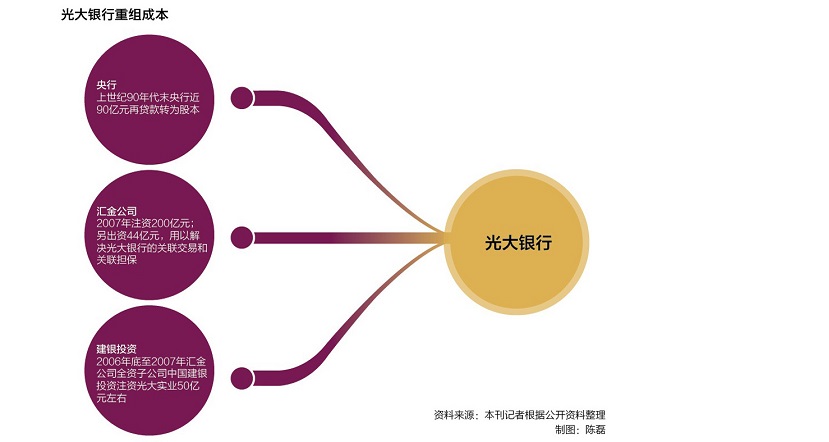 光大银行重组成本
央行
上世纪90年代末央行近
90亿元再贷款转为股本
汇金公司
2007年注资200亿元；
另出资44亿元，用以解
决光大银行的关联交易和
关联担保
建银投资
2006年底至2007年汇金
公司全资子公司中国建银
投资注资光大实业50亿
元左右
光大银行
资料来源：本刊记者根据公开资料整理
制图：陈磊